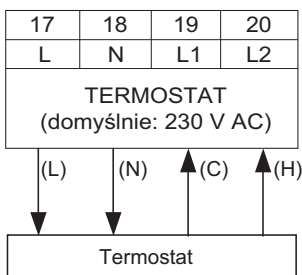 17 18 19 20
L N L1 L2
TERMOSTAT
(domyślnie: 230 V AC)
(L) (N) (C) (H)
Termostat